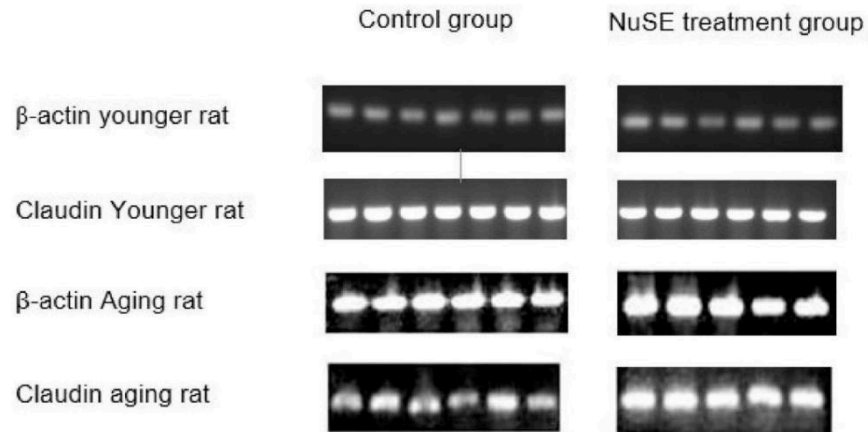 Control group
NuSE treatment group
β-actin younger rat
Claudin Younger rat
β-actin Aging rat
Claudin aging rat